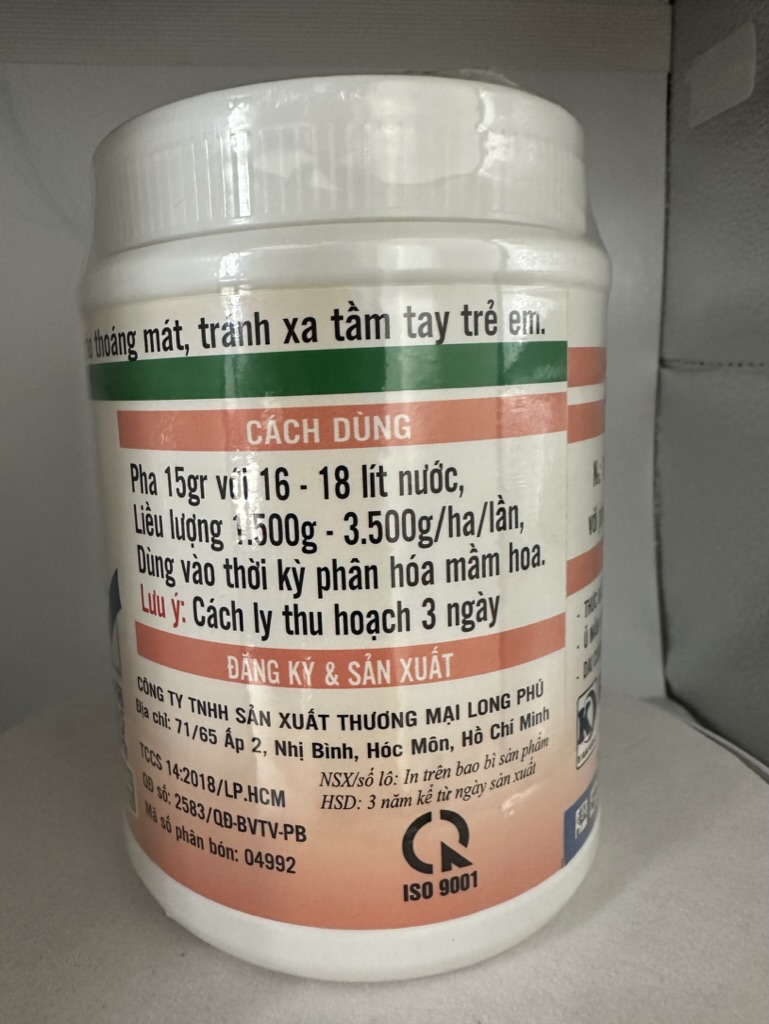 thoáng mát, tránh xa tầm tay trẻ em.
CÁCH DÙNG
Pha 15gr với 16 - 18 lít nước,
Liều lượng 1.500g - 3.500g/ha/lần,
Dùng vào thời kỳ phân hóa mầm hoa.
Lưu ý: Cách ly thu hoạch 3 ngày
ĐĂNG KÝ & SẢN XUẤT
CÔNG TY TNHH SẢN XUẤT THƯƠNG MẠI LONG PHÚ
Địa chỉ: 71/65 Ấp 2, Nhị Bình, Hóc Môn, Hồ Chí Minh
TCCS 14:2018/LP.HCM
QĐ số: 2583/QĐ-BVTV-PB
Mã số phân bón: 04992
NSX/số lô: In trên bao bì sản phẩm
HSD: 3 năm kể từ ngày sản xuất
ISO 9001